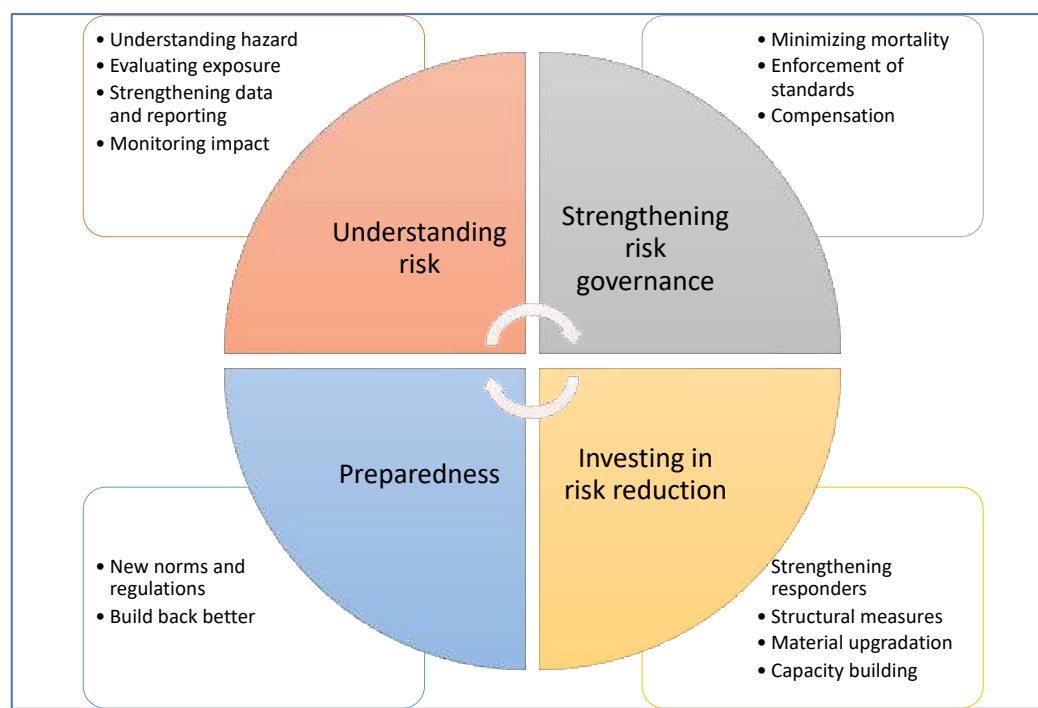 • Understanding hazard
• Evaluating exposure
• Strengthening data
and reporting
• Monitoring impact
• Minimizing mortality
• Enforcement of
standards
• Compensation
Understanding
risk
Strengthening
risk
governance
Preparedness
Investing in
risk reduction
• New norms and
regulations
• Build back better
Strengthening
responders
• Structural measures
• Material upgradation
• Capacity building